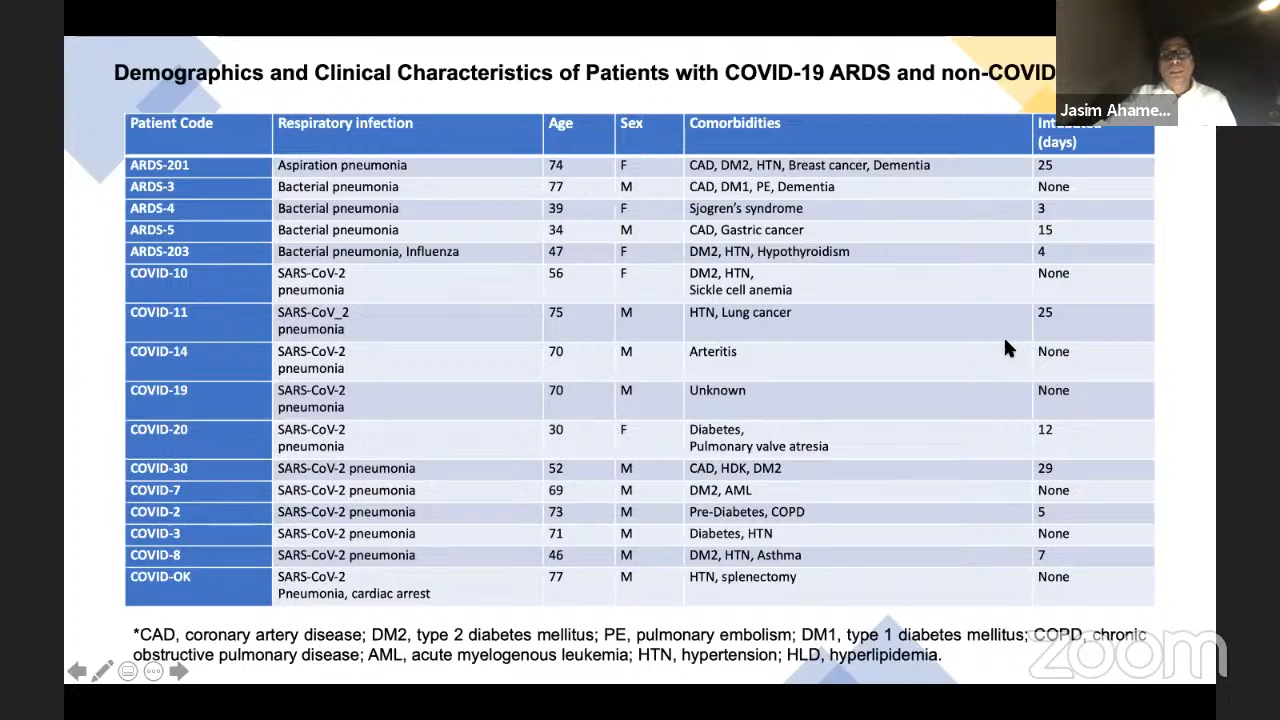 Demographics and Clinical Characteristics of Patients with COVID-19 ARDS and non-COVID
Jasim Ahame...
Patient Code Respiratory infection Age Sex Comorbidities (days)
ARDS-201 Aspiration pneumonia 74 F CAD, DM2, HTN, Breast cancer, Dementia 25
ARDS-3 Bacterial pneumonia 77 M CAD, DM1, PE, Dementia None
ARDS-4 Bacterial pneumonia 39 F Sjogren's syndrome 3
ARDS-5 Bacterial pneumonia 34 M CAD, Gastric cancer 15
ARDS-203 Bacterial pneumonia, Influenza 47 F DM2, HTN, Hypothyroidism 4
COVID-10 SARS-CoV-2 56 F DM2, HTN, None
pneumonia Sickle cell anemia
COVID-11 SARS-CoV_2 75 M HTN, Lung cancer 25
pneumonia
COVID-14 SARS-CoV-2 70 M Arteritis None
pneumonia
COVID-19 SARS-CoV-2 70 M Unknown None
pneumonia
COVID-20 SARS-CoV-2 30 F Diabetes, 12
pneumonia Pulmonary valve atresia
COVID-30 SARS-CoV-2 pneumonia 52 M CAD, HDK, DM2 29
COVID-7 SARS-CoV-2 pneumonia 69 M DM2, AML None
COVID-2 SARS-CoV-2 pneumonia 73 M Pre-Diabetes, COPD 5
COVID-3 SARS-CoV-2 pneumonia 71 M Diabetes, HTN None
COVID-8 SARS-CoV-2 pneumonia 46 M DM2, HTN, Asthma 7
COVID-OK SARS-CoV-2 77 M HTN, splenectomy None
Pneumonia, cardiac arrest
*CAD, coronary artery disease; DM2, type 2 diabetes mellitus; PE, pulmonary embolism; DM1, type 1 diabetes mellitus; COPD, chronic
obstructive pulmonary disease; AML, acute myelogenous leukemia; HTN, hypertension; HLD, hyperlipidemia.
zoom